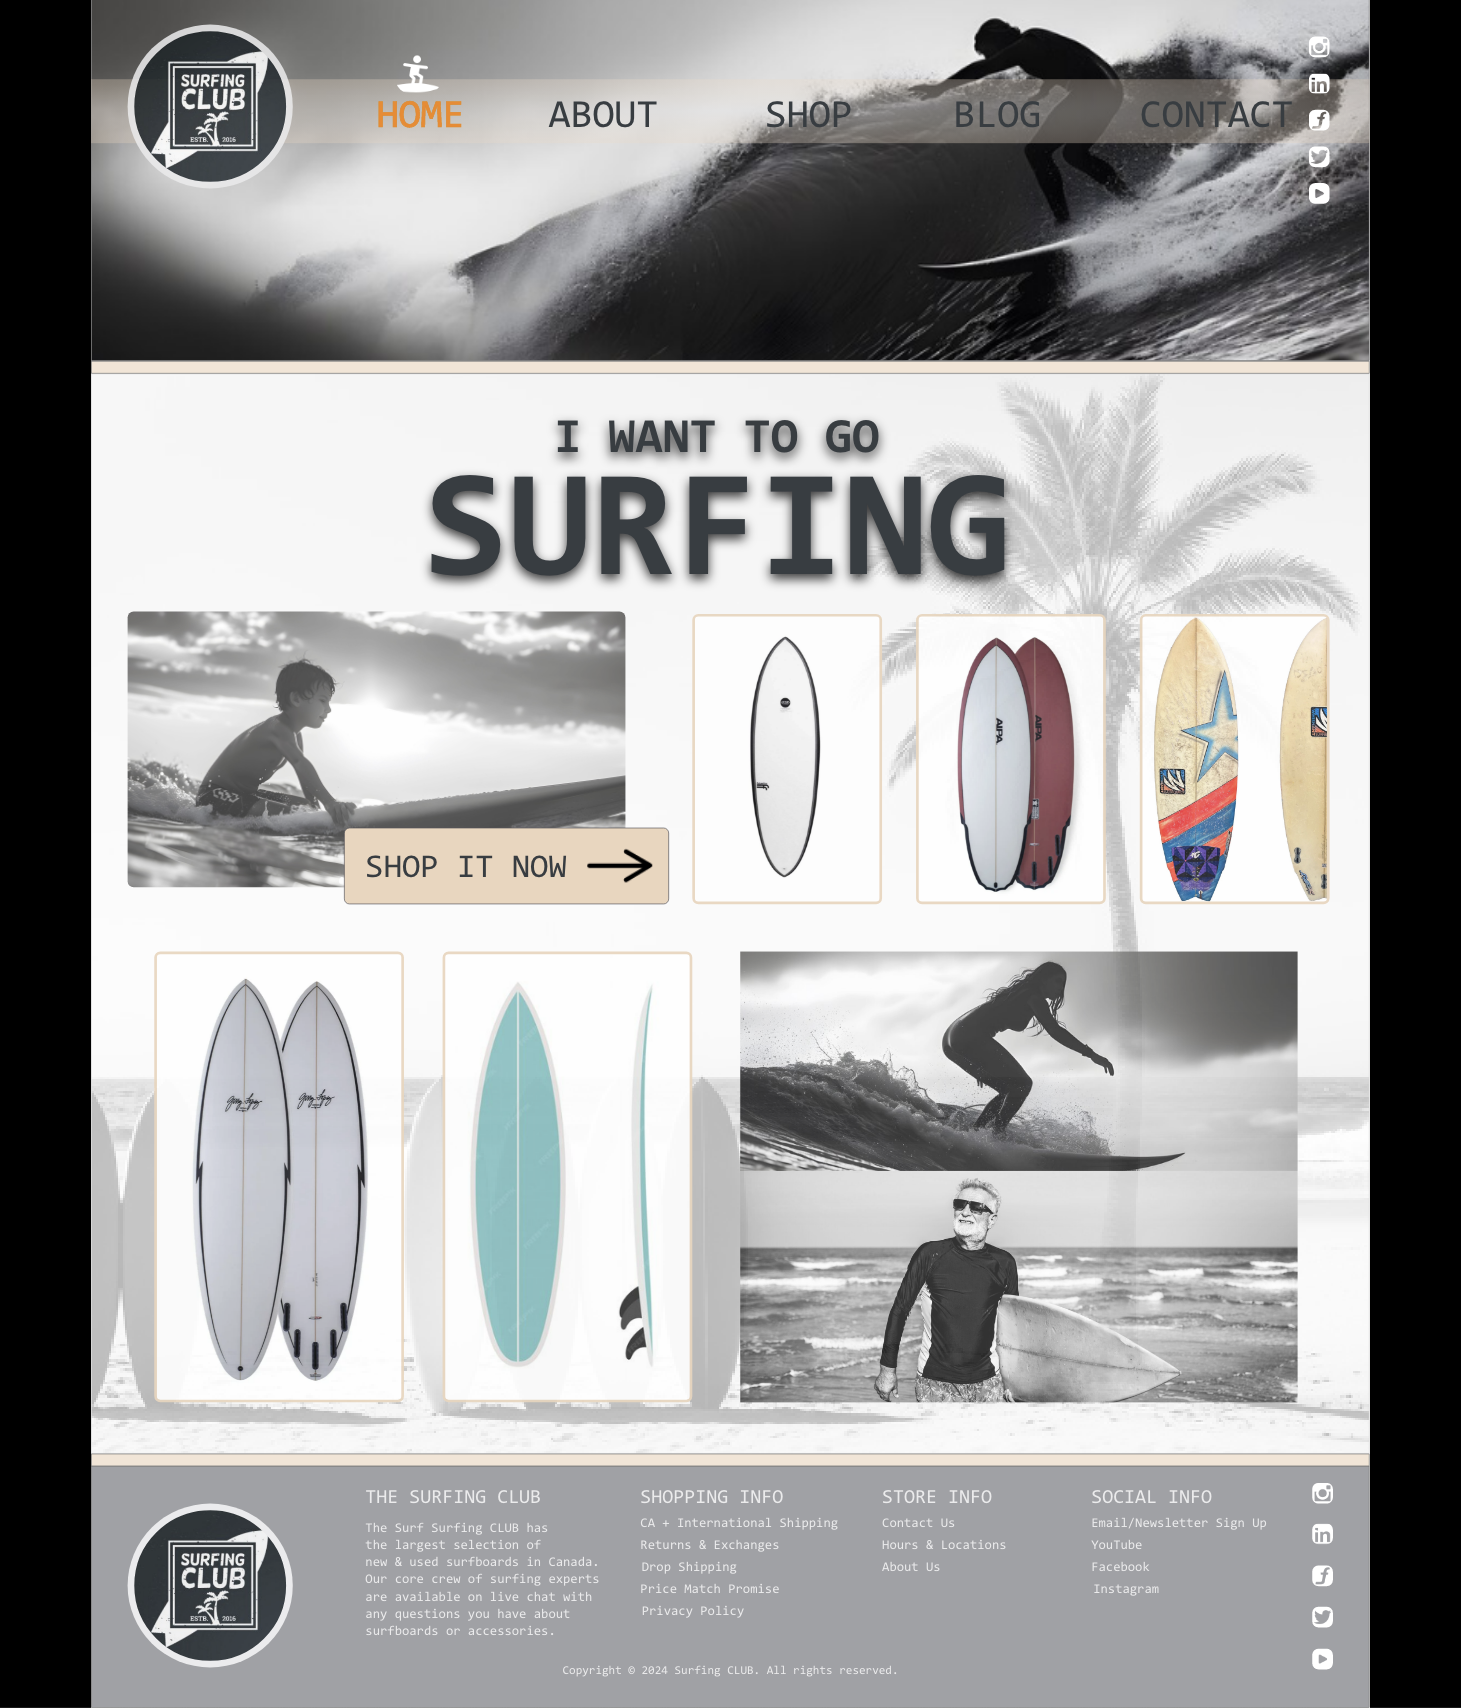 SURFING
CLUB
ESTB. 2016
HOME ABOUT SHOP BLOG CONTACT
I WANT TO GO
SURFING
AIPA
AIPA
SHOP IT NOW
THE SURFING CLUB
The Surf Surfing CLUB has
the largest selection of
new & used surfboards in Canada.
Our core crew of surfing experts
are available on live chat with
any questions you have about
surfboards or accessories.
SHOPPING INFO
CA + International Shipping
Returns & Exchanges
Drop Shipping
Price Match Promise
Privacy Policy
STORE INFO
Contact Us
Hours & Locations
About Us
SOCIAL INFO
Email/Newsletter Sign Up
YouTube
Facebook
Instagram
SURFING
CLUB
ESTB. 2016
Copyright © 2024 Surfing CLUB. All rights reserved.